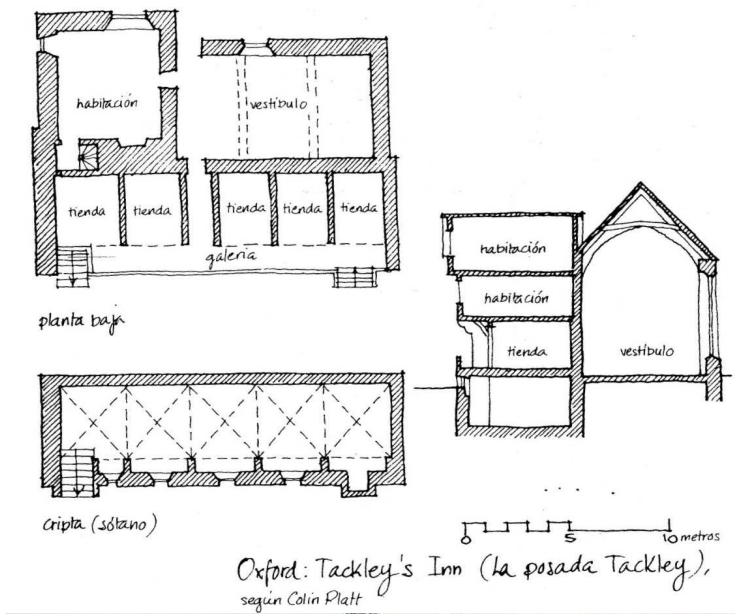 habitación
vestíbulo
tienda tienda tienda tienda tienda
galeria
planta baja
cripta (sótano)
habitación
habitación
tienda vestíbulo
0 5 10 metros
Oxford: Tackley's Inn (La posada Tackley),
según Colin Platt